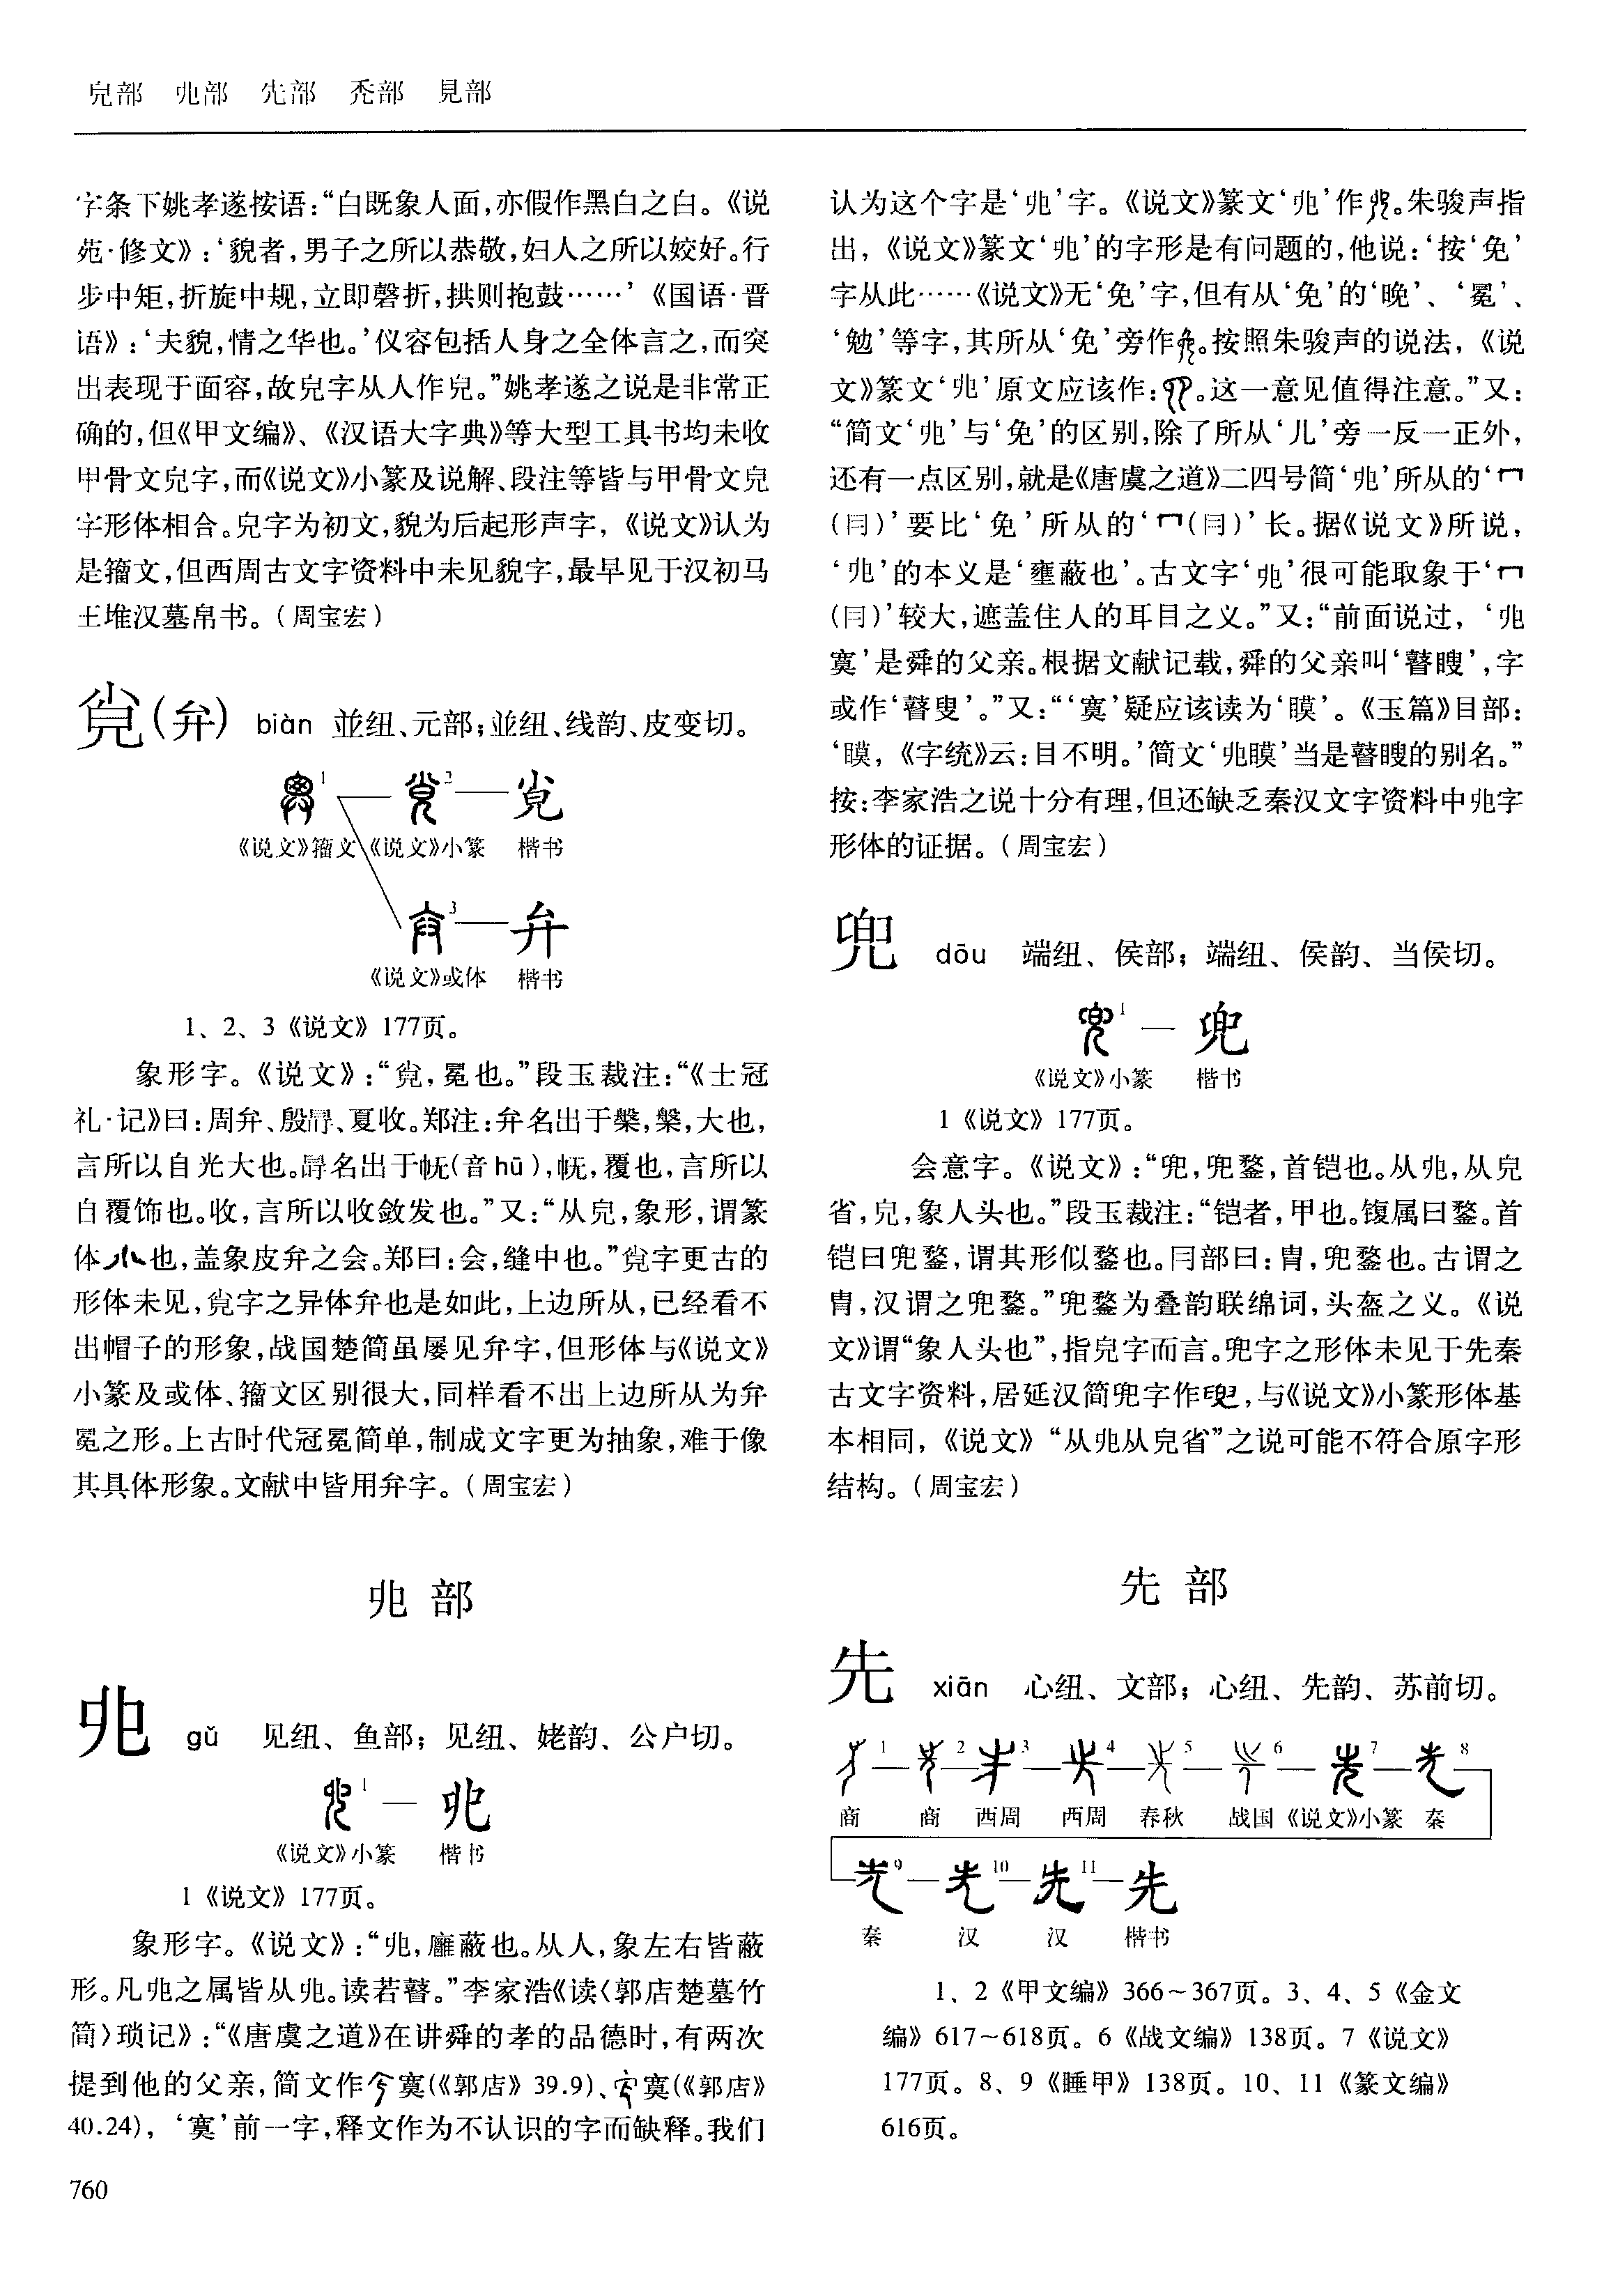 皃部 㒳部 先部 禿部 見部
字条下姚孝遂按语：“白既象人面，亦假作黑白之白。《说
苑·修文》：‘貌者，男子之所以恭敬，妇人之所以姣好。行
步中矩，折旋中规，立即磬折，拱则抱鼓……’《国语·晋
语》：‘夫貌，情之华也。’仪容包括人身之全体言之，而突
出表现于面容，故皃字从人作皃。”姚孝遂之说是非常正
确的，但《甲文编》、《汉语大字典》等大型工具书均未收
甲骨文皃字，而《说文》小篆及说解、段注等皆与甲骨文皃
字形体相合。皃字为初文，貌为后起形声字，《说文》认为
是籀文，但西周古文字资料中未见貌字，最早见于汉初马
王堆汉墓帛书。（周宝宏）
覍（弁） biàn 並纽、元部；並纽、线韵、皮变切。
1 — 2 — 覍
《说文》籀文 《说文》小篆 楷书
3 — 弁
《说文》或体 楷书
1、2、3《说文》177页。
象形字。《说文》：“覍，冕也。”段玉裁注：“《士冠
礼·记》曰：周弁、殷冔、夏收。郑注：弁名出于槃，槃，大也，
言所以自光大也。冔名出于幠(音hū)，幠，覆也，言所以
自覆饰也。收，言所以收敛发也。”又：“从皃，象形，谓篆
体也，盖象皮弁之会。郑曰：会，缝中也。”覍字更古的
形体未见，覍字之异体弁也是如此，上边所从，已经看不
出帽子的形象，战国楚简虽屡见弁字，但形体与《说文》
小篆及或体、籀文区别很大，同样看不出上边所从为弁
冕之形。上古时代冠冕简单，制成文字更为抽象，难于像
其具体形象。文献中皆用弁字。（周宝宏）
𠑹部
𠑹 gǔ 见纽、鱼部；见纽、姥韵、公户切。
1 — 𠑹
《说文》小篆 楷书
1《说文》177页。
象形字。《说文》：“𠑹，廱蔽也。从人，象左右皆蔽
形。凡𠑹之属皆从𠑹。读若瞽。”李家浩《读〈郭店楚墓竹
简〉琐记》：“《唐虞之道》在讲舜的孝的品德时，有两次
提到他的父亲，简文作寞(《郭店》39.9)、寞(《郭店》
40.24)，‘寞’前一字，释文作为不认识的字而缺释。我们
认为这个字是‘𠑹’字。《说文》篆文‘𠑹’作。朱骏声指
出，《说文》篆文‘𠑹’的字形是有问题的，他说：‘按‘免’
字从此……《说文》无‘免’字，但有从‘免’的‘晚’、‘冕’、
‘勉’等字，其所从‘免’旁作。按照朱骏声的说法，《说
文》篆文‘𠑹’原文应该作：。这一意见值得注意。”又：
“简文‘𠑹’与‘免’的区别，除了所从‘儿’旁一反一正外，
还有一点区别，就是《唐虞之道》二四号简‘𠑹’所从的‘冖
(冃)’要比‘免’所从的‘冖(冃)’长。据《说文》所说，
‘𠑹’的本义是‘壅蔽也’。古文字‘𠑹’很可能取象于‘冖
(冃)’较大，遮盖住人的耳目之义。”又：“前面说过，‘𠑹
寞’是舜的父亲。根据文献记载，舜的父亲叫‘瞽瞍’，字
或作‘瞽叟’。”又：“‘寞’疑应该读为‘瞙’。《玉篇》目部：
‘瞙，《字统》云：目不明。’简文‘𠑹瞙’当是瞽瞍的别名。”
按：李家浩之说十分有理，但还缺乏秦汉文字资料中𠑹字
形体的证据。（周宝宏）
兜 dōu 端纽、侯部；端纽、侯韵、当侯切。
1 — 兜
《说文》小篆 楷书
1《说文》177页。
会意字。《说文》：“兜，兜鍪，首铠也。从𠑹，从皃
省，皃，象人头也。”段玉裁注：“铠者，甲也。鍑属曰鍪。首
铠曰兜鍪，谓其形似鍪也。冃部曰：胄，兜鍪也。古谓之
胄，汉谓之兜鍪。”兜鍪为叠韵联绵词，头盔之义。《说
文》谓“象人头也”，指皃字而言。兜字之形体未见于先秦
古文字资料，居延汉简兜字作，与《说文》小篆形体基
本相同，《说文》“从𠑹从皃省”之说可能不符合原字形
结构。（周宝宏）
先部
先 xiān 心纽、文部；心纽、先韵、苏前切。
1 — 2 — 3 — 4 — 5 — 6 — 7 — 8
商 商 西周 西周 春秋 战国 《说文》小篆 秦
9 — 10 — 11 — 先
秦 汉 汉 楷书
1、2《甲文编》366~367页。3、4、5《金文
编》617~618页。6《战文编》138页。7《说文》
177页。8、9《睡甲》138页。10、11《篆文编》
616页。
760